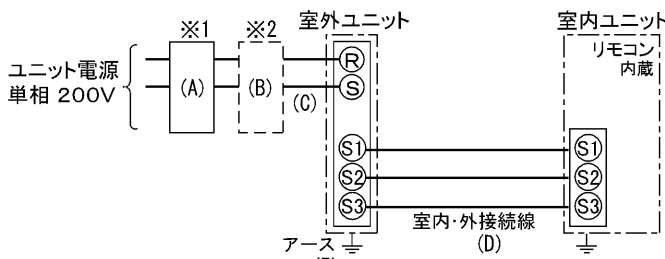 ※1
※2
室外ユニット
室内ユニット
ユニット電源
単相 200V
(A)
(B)
(C)
R
S
リモコン
内蔵
S1
S2
S3
S1
S2
S3
室内・外接続線
(D)
アース